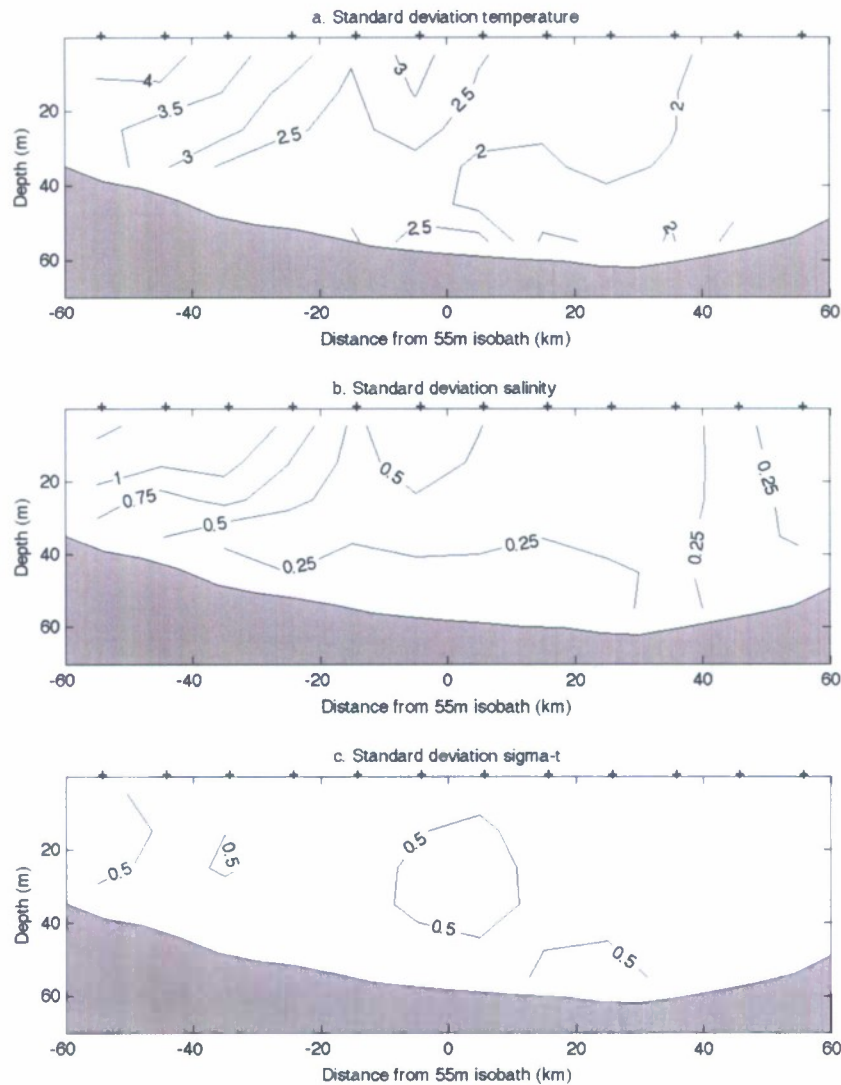 a. Standard deviation temperature
4
3.5
3
2.5
3
2.5
2
2
2.5
2
2
20
40
60
Depth (m)
-60 -40 -20 0 20 40 60
Distance from 55m isobath (km)
b. Standard deviation salinity
1
0.75
0.5
0.5
0.25
0.25
0.25
0.25
20
40
60
Depth (m)
-60 -40 -20 0 20 40 60
Distance from 55m isobath (km)
c. Standard deviation sigma-t
0.5
0.5
0.5
0.5
0.5
20
40
60
Depth (m)
-60 -40 -20 0 20 40 60
Distance from 55m isobath (km)